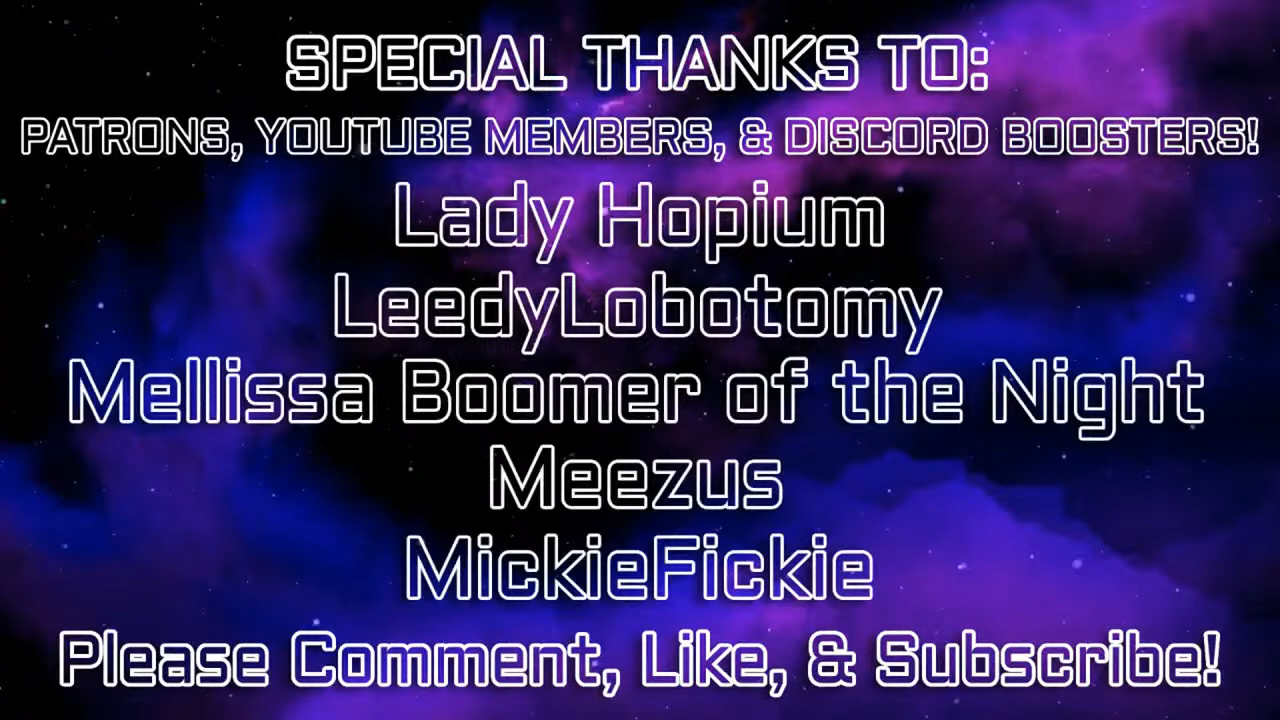 SPECIAL THANKS TO:
PATRONS, YOUTUBE MEMBERS, & DISCORD BOOSTERS!
Lady Hopium
LeedyLobotomy
Mellissa Boomer of the Night
Meezus
MickieFickie
Please Comment, Like, & Subscribe!